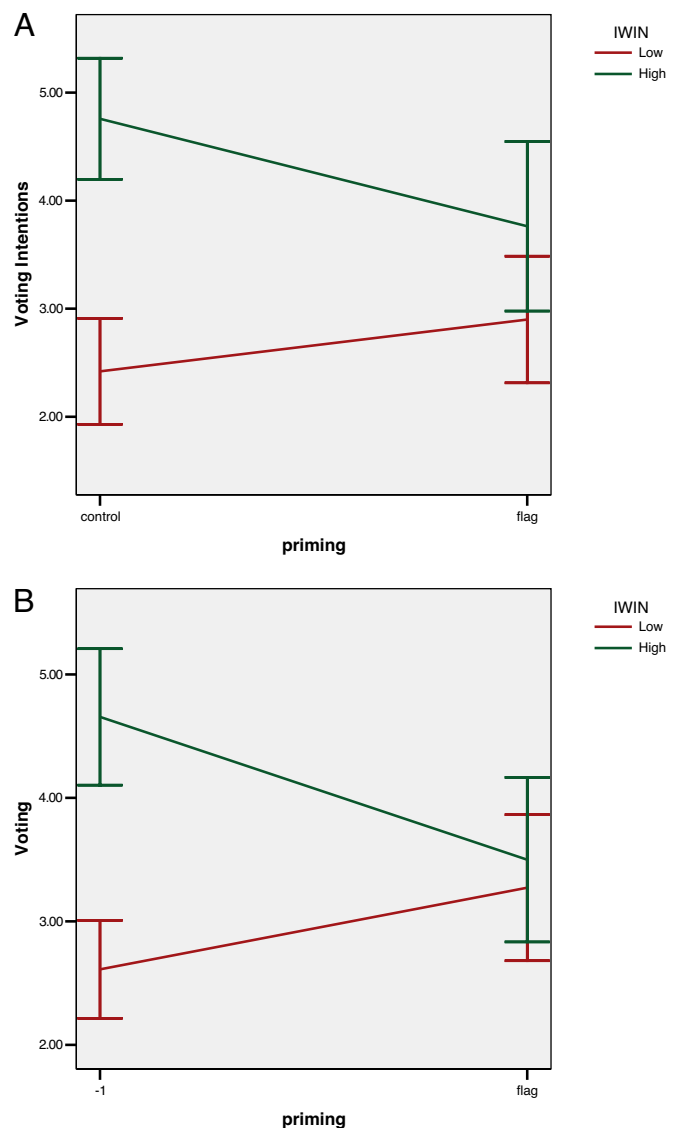 A
IWIN
Low
High
5.00
4.00
3.00
2.00
Voting Intentions
control
flag
priming
B
IWIN
Low
High
5.00
4.00
3.00
2.00
Voting
-1
flag
priming